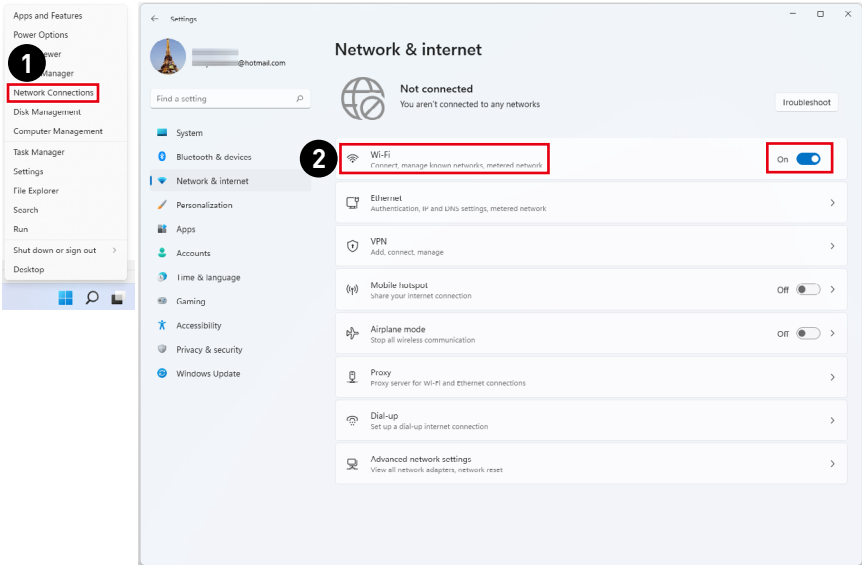 Apps and Features
Power Options
ewer
1
Manager
Network Connections
Disk Management
Computer Management
Task Manager
Settings
File Explorer
Search
Run
Shut down or sign out
Desktop
Settings
@hotmail.com
Find a setting
System
Bluetooth & devices
Network & internet
Personalization
Apps
Accounts
Time & language
Gaming
Accessibility
Privacy & security
Windows Update
Network & internet
Not connected
You aren't connected to any networks
Troubleshoot
2
Wi-Fi
Connect, manage known networks, metered network
On
Ethernet
Authentication, IP and DNS settings, metered network
VPN
Add, connect, manage
Mobile hotspot
Share your internet connection
Off
Airplane mode
Stop all wireless communication
Off
Proxy
Proxy server for Wi-Fi and Ethernet connections
Dial-up
Set up a dial-up internet connection
Advanced network settings
View all network adapters, network reset